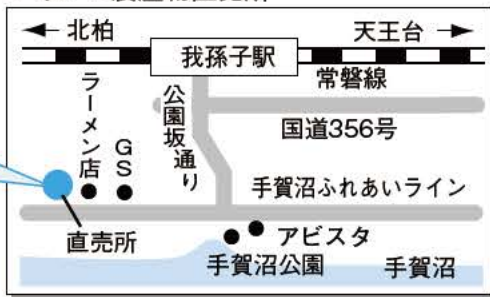 北柏
天王台
我孫子駅
常磐線
ラーメン店
GS
公園坂通り
国道356号
手賀沼ふれあいライン
直売所
アビスタ
手賀沼公園
手賀沼